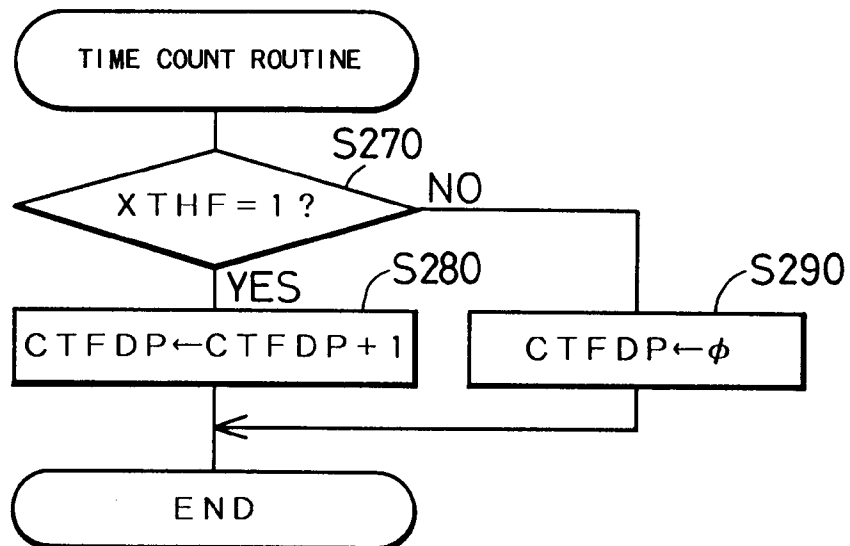 TIME COUNT ROUTINE
S270
XTHF=1?
NO
YES
S280
S290
CTFDP←CTFDP+1
CTFDP←ϕ
END